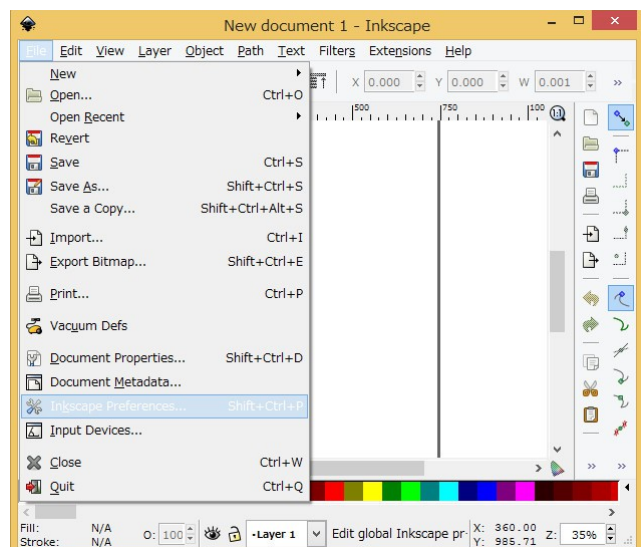 New document 1 - Inkscape
File Edit View Layer Object Path Text Filters Extensions Help
X 0.000 Y 0.000 W 0.001
500 750 100
1:1
New
Open... Ctrl+O
Open Recent
Revert
Save Ctrl+S
Save As... Shift+Ctrl+S
Save a Copy... Shift+Ctrl+Alt+S
Import... Ctrl+I
Export Bitmap... Shift+Ctrl+E
Print... Ctrl+P
Vacuum Defs
Document Properties... Shift+Ctrl+D
Document Metadata...
Inkscape Preferences... Shift+Ctrl+P
Input Devices...
Close Ctrl+W
Quit Ctrl+Q
Fill: N/A
Stroke: N/A
O: 100 -Layer 1 Edit global Inkscape pr X: 360.00 Z: 35%
Y: 985.71